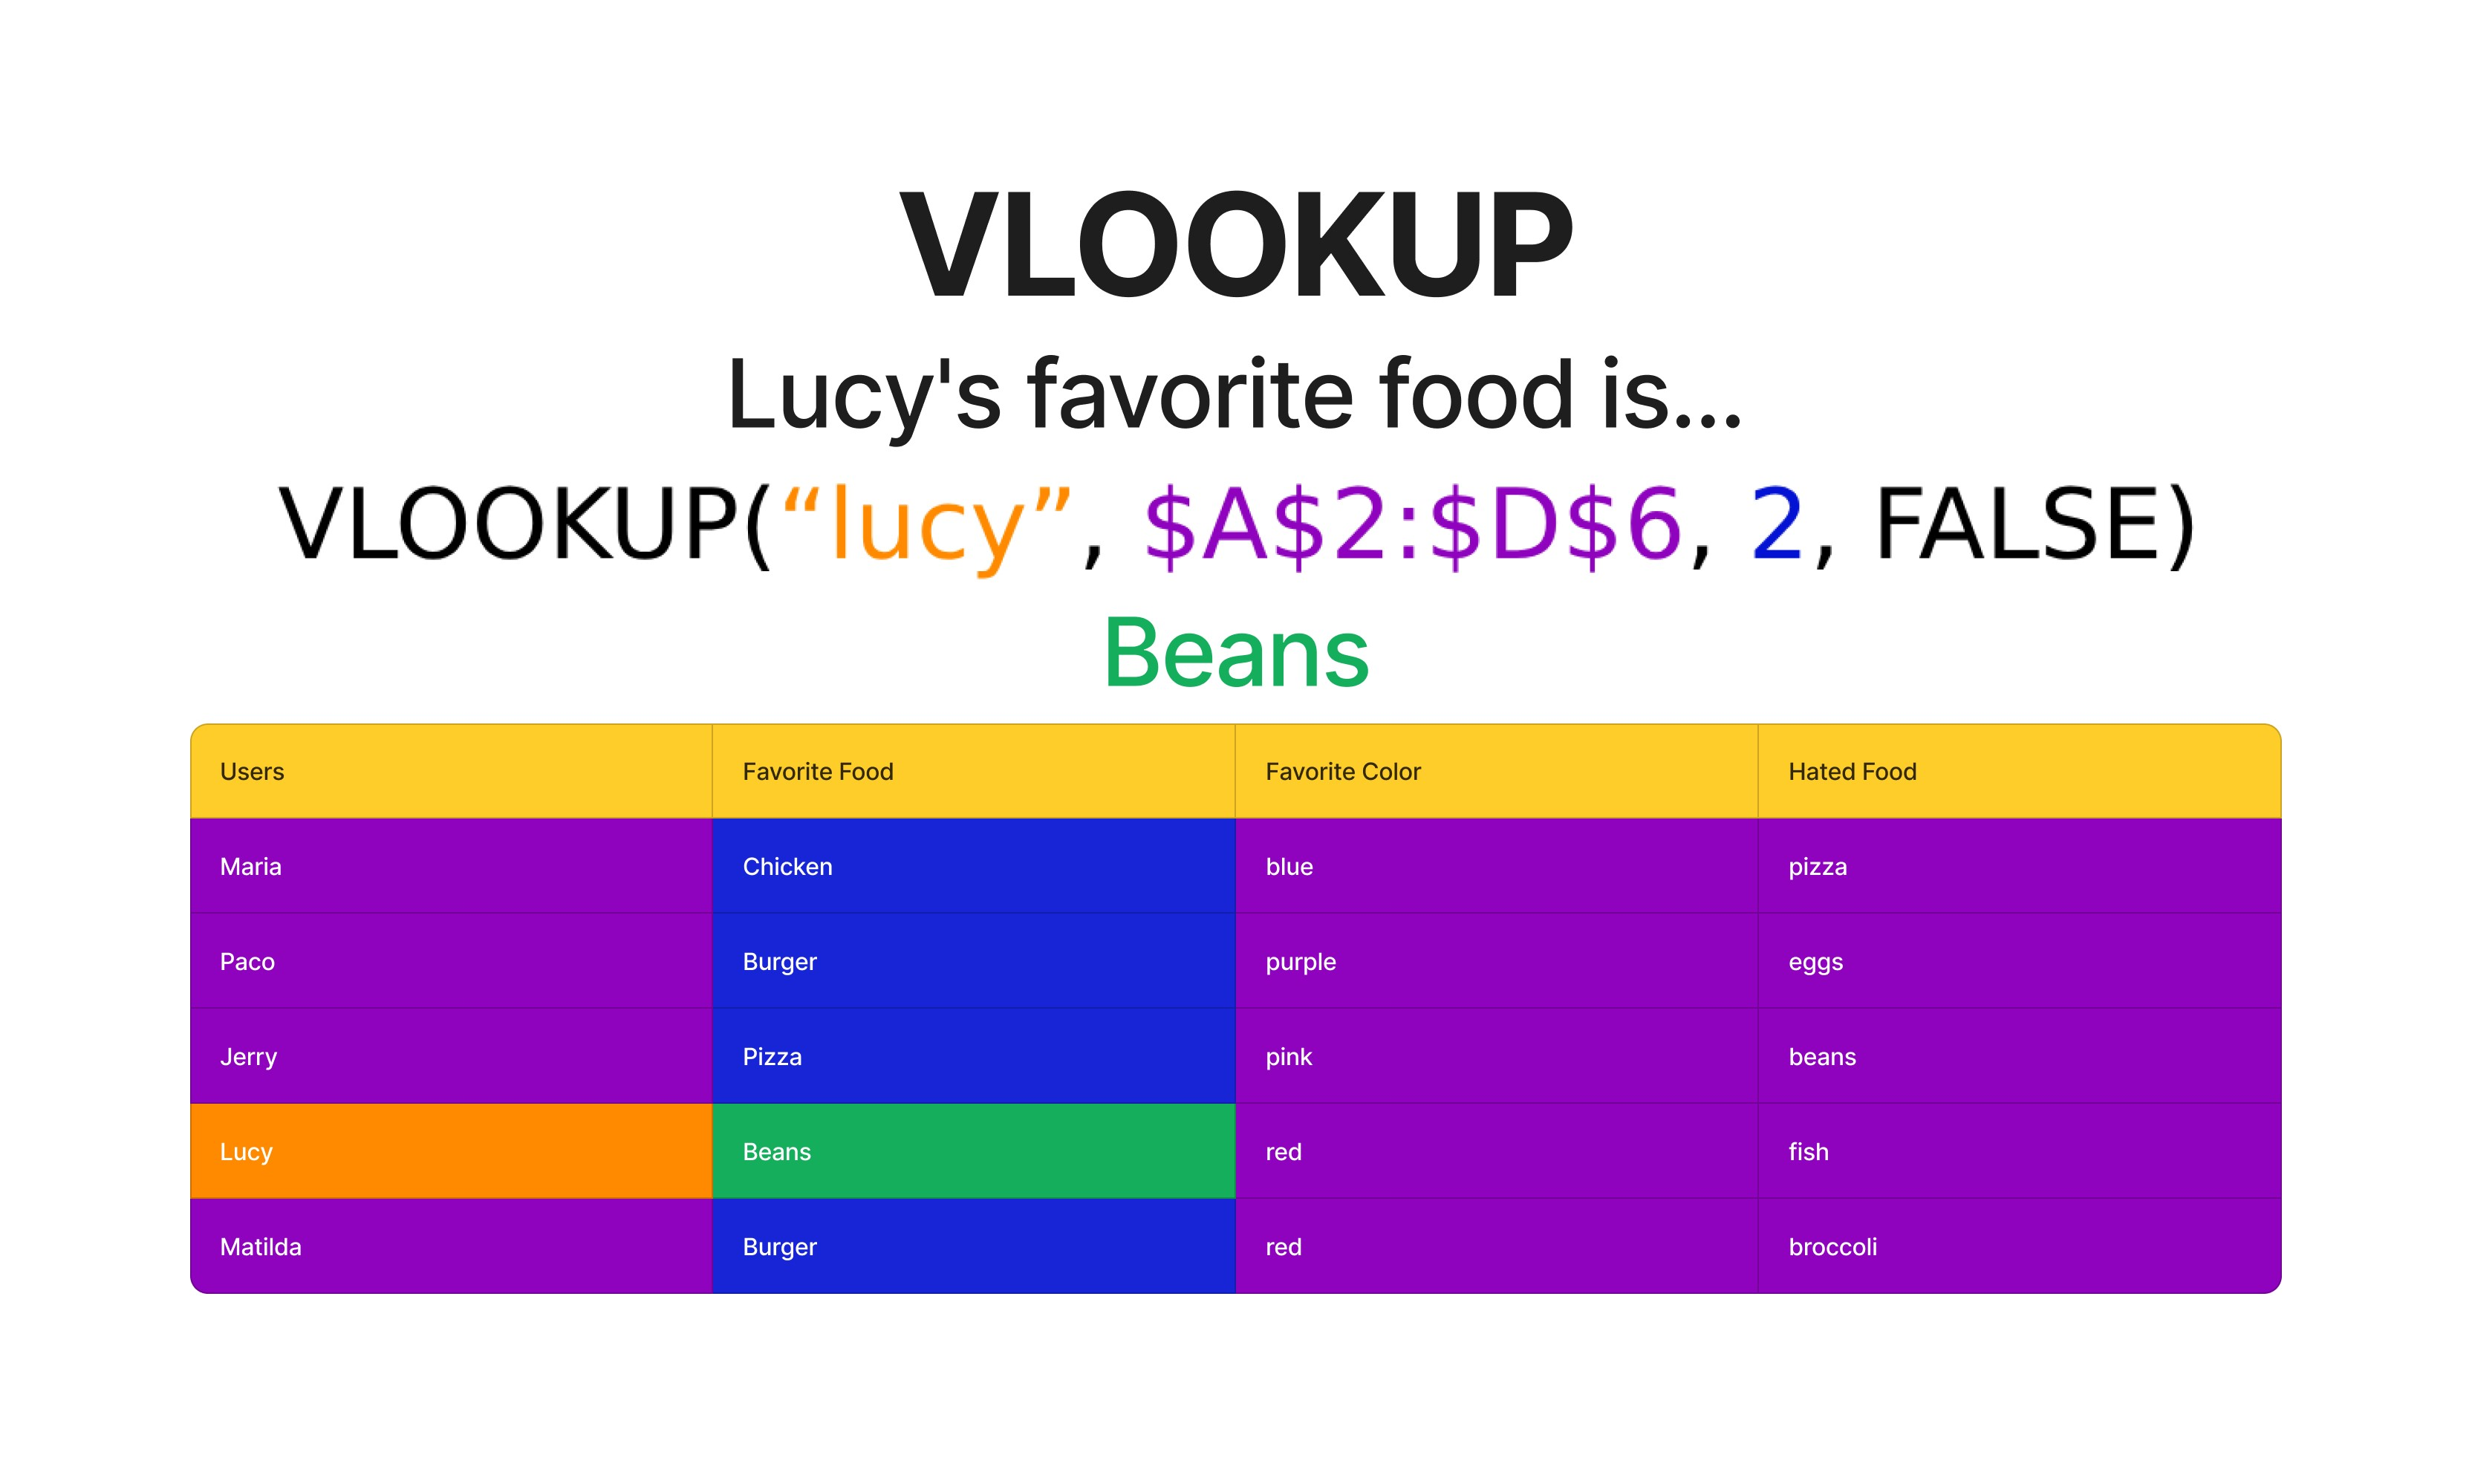 VLOOKUP
Lucy's favorite food is...
VLOOKUP(“lucy”, $A$2:$D$6, 2, FALSE)
Beans
Users Favorite Food Favorite Color Hated Food
Maria Chicken blue pizza
Paco Burger purple eggs
Jerry Pizza pink beans
Lucy Beans red fish
Matilda Burger red broccoli